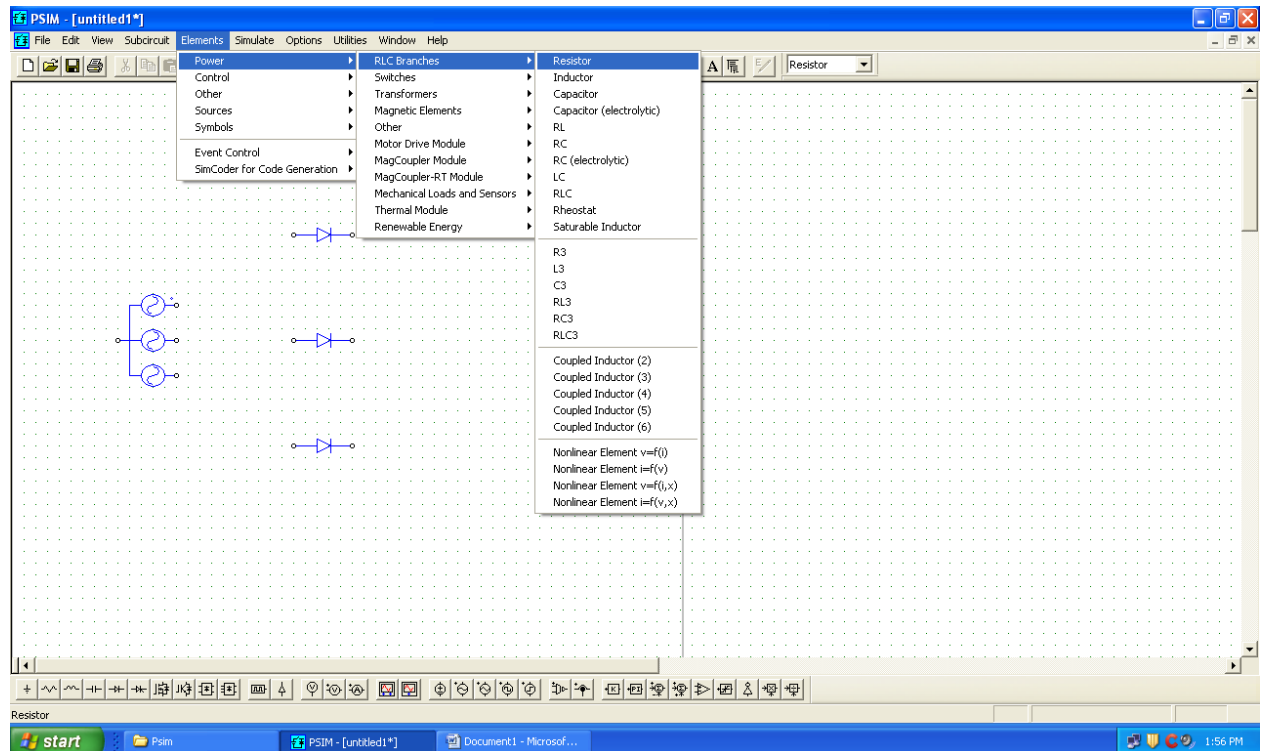 PSIM - [untitled1*]
File Edit View Subcircuit Elements Simulate Options Utilities Window Help
A Resistor
Power
Control
Other
Sources
Symbols
Event Control
SimCoder for Code Generation
RLC Branches
Switches
Transformers
Magnetic Elements
Other
Motor Drive Module
MagCoupler Module
MagCoupler-RT Module
Mechanical Loads and Sensors
Thermal Module
Renewable Energy
Resistor
Inductor
Capacitor
Capacitor (electrolytic)
RL
RC
RC (electrolytic)
LC
RLC
Rheostat
Saturable Inductor
R3
L3
C3
RL3
RC3
RLC3
Coupled Inductor (2)
Coupled Inductor (3)
Coupled Inductor (4)
Coupled Inductor (5)
Coupled Inductor (6)
Nonlinear Element v=f(i)
Nonlinear Element i=f(v)
Nonlinear Element v=f(i,x)
Nonlinear Element i=f(v,x)
K PI
Resistor
start Psim PSIM - [untitled1*] Document1 - Microsof... 1:56 PM